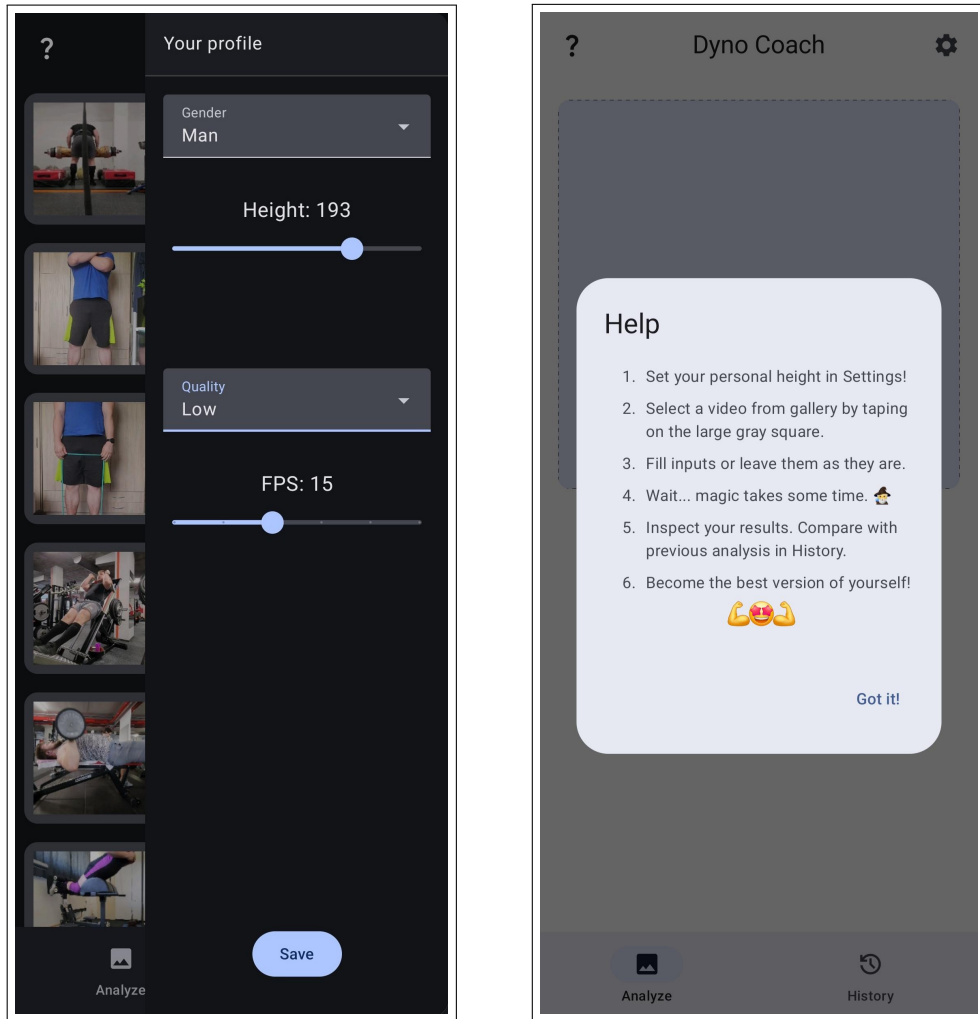 ?
Your profile
Gender
Man
Height: 193
Quality
Low
FPS: 15
Save
Analyze
?
Dyno Coach
Help
1. Set your personal height in Settings!
2. Select a video from gallery by taping
on the large gray square.
3. Fill inputs or leave them as they are.
4. Wait... magic takes some time. 🧙‍♂️
5. Inspect your results. Compare with
previous analysis in History.
6. Become the best version of yourself!
💪🤩💪
Got it!
Analyze
History